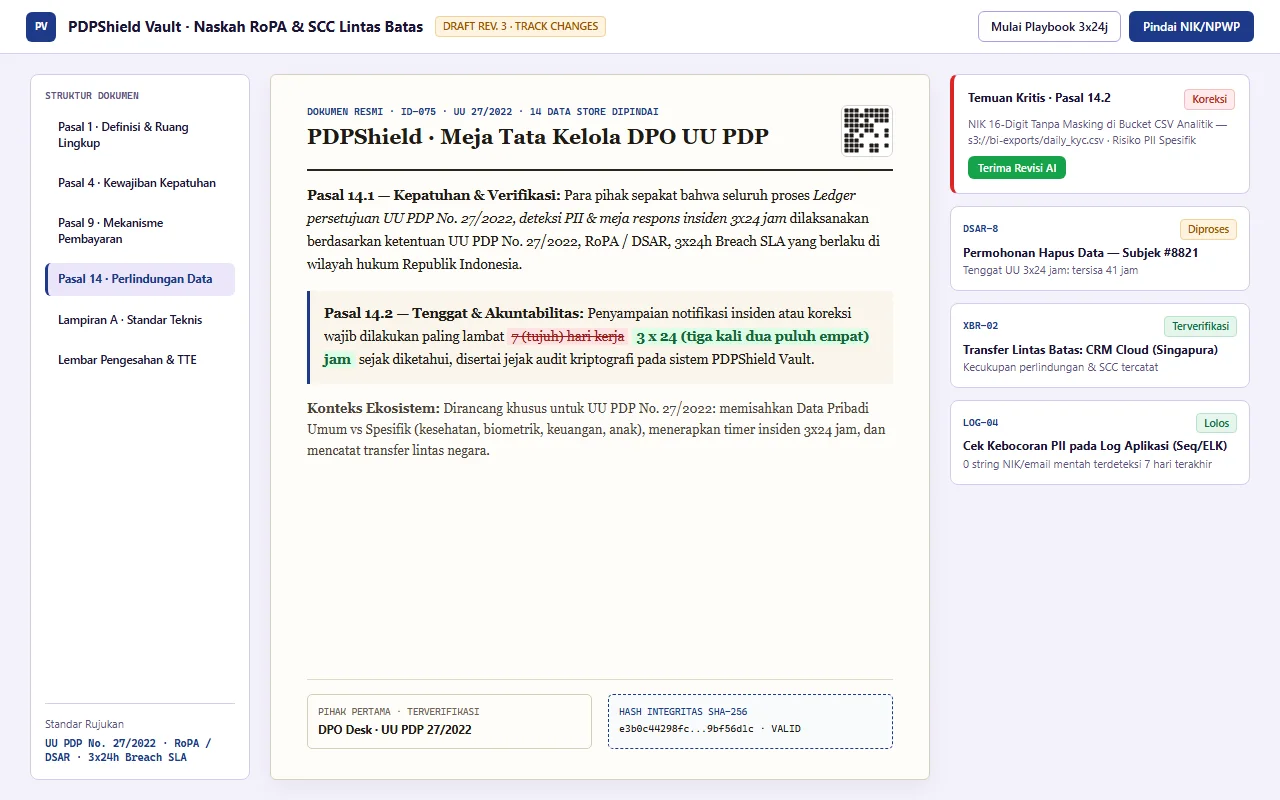 PV
PDPShield Vault · Naskah RoPA & SCC Lintas Batas
DRAFT REV. 3 · TRACK CHANGES
Mulai Playbook 3x24j
Pindai NIK/NPWP
STRUKTUR DOKUMEN
Pasal 1 · Definisi & Ruang
Lingkup
Pasal 4 · Kewajiban Kepatuhan
Pasal 9 · Mekanisme
Pembayaran
Pasal 14 · Perlindungan Data
Lampiran A · Standar Teknis
Lembar Pengesahan & TTE
Standar Rujukan
UU PDP No. 27/2022 · RoPA /
DSAR · 3x24h Breach SLA
DOKUMEN RESMI · ID-075 · UU 27/2022 · 14 DATA STORE DIPINDAI
PDPShield · Meja Tata Kelola DPO UU PDP
Pasal 14.1 — Kepatuhan & Verifikasi: Para pihak sepakat bahwa seluruh proses Ledger
persetujuan UU PDP No. 27/2022, deteksi PII & meja respons insiden 3x24 jam dilaksanakan
berdasarkan ketentuan UU PDP No. 27/2022, RoPA / DSAR, 3x24h Breach SLA yang berlaku di
wilayah hukum Republik Indonesia.
Pasal 14.2 — Tenggat & Akuntabilitas: Penyampaian notifikasi insiden atau koreksi
wajib dilakukan paling lambat 7 (tujuh) hari kerja 3 x 24 (tiga kali dua puluh empat)
jam sejak diketahui, disertai jejak audit kriptografi pada sistem PDPShield Vault.
Konteks Ekosistem: Dirancang khusus untuk UU PDP No. 27/2022: memisahkan Data Pribadi
Umum vs Spesifik (kesehatan, biometrik, keuangan, anak), menerapkan timer insiden 3x24 jam, dan
mencatat transfer lintas negara.
PIHAK PERTAMA · TERVERIFIKASI
DPO Desk · UU PDP 27/2022
HASH INTEGRITAS SHA-256
e3b0c44298fc...9bf56d1c · VALID
Temuan Kritis · Pasal 14.2
Koreksi
NIK 16-Digit Tanpa Masking di Bucket CSV Analitik —
s3://bi-exports/daily_kyc.csv · Risiko PII Spesifik
Terima Revisi AI
DSAR-8
Diproses
Permohonan Hapus Data — Subjek #8821
Tenggat UU 3x24 jam: tersisa 41 jam
XBR-02
Terverifikasi
Transfer Lintas Batas: CRM Cloud (Singapura)
Kecukupan perlindungan & SCC tercatat
LOG-04
Lolos
Cek Kebocoran PII pada Log Aplikasi (Seq/ELK)
0 string NIK/email mentah terdeteksi 7 hari terakhir